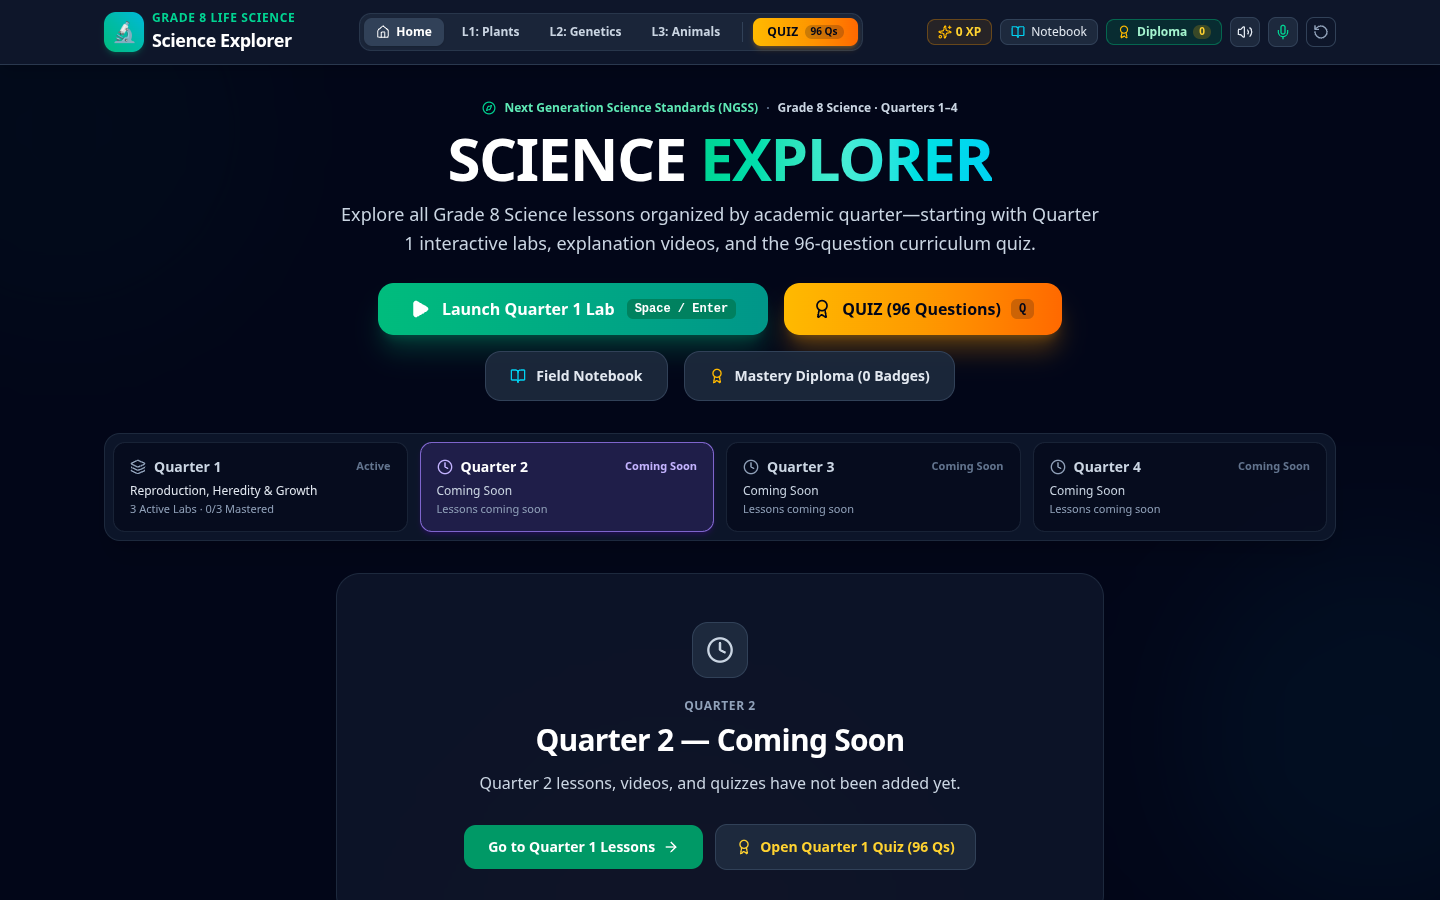 GRADE 8 LIFE SCIENCE
Science Explorer
Home
L1: Plants
L2: Genetics
L3: Animals
QUIZ 96 Qs
0 XP
Notebook
Diploma 0
Next Generation Science Standards (NGSS) · Grade 8 Science · Quarters 1–4
SCIENCE EXPLORER
Explore all Grade 8 Science lessons organized by academic quarter—starting with Quarter
1 interactive labs, explanation videos, and the 96-question curriculum quiz.
Launch Quarter 1 Lab Space / Enter
QUIZ (96 Questions) Q
Field Notebook
Mastery Diploma (0 Badges)
Quarter 1 Active
Reproduction, Heredity & Growth
3 Active Labs · 0/3 Mastered
Quarter 2 Coming Soon
Coming Soon
Lessons coming soon
Quarter 3 Coming Soon
Coming Soon
Lessons coming soon
Quarter 4 Coming Soon
Coming Soon
Lessons coming soon
QUARTER 2
Quarter 2 — Coming Soon
Quarter 2 lessons, videos, and quizzes have not been added yet.
Go to Quarter 1 Lessons
Open Quarter 1 Quiz (96 Qs)